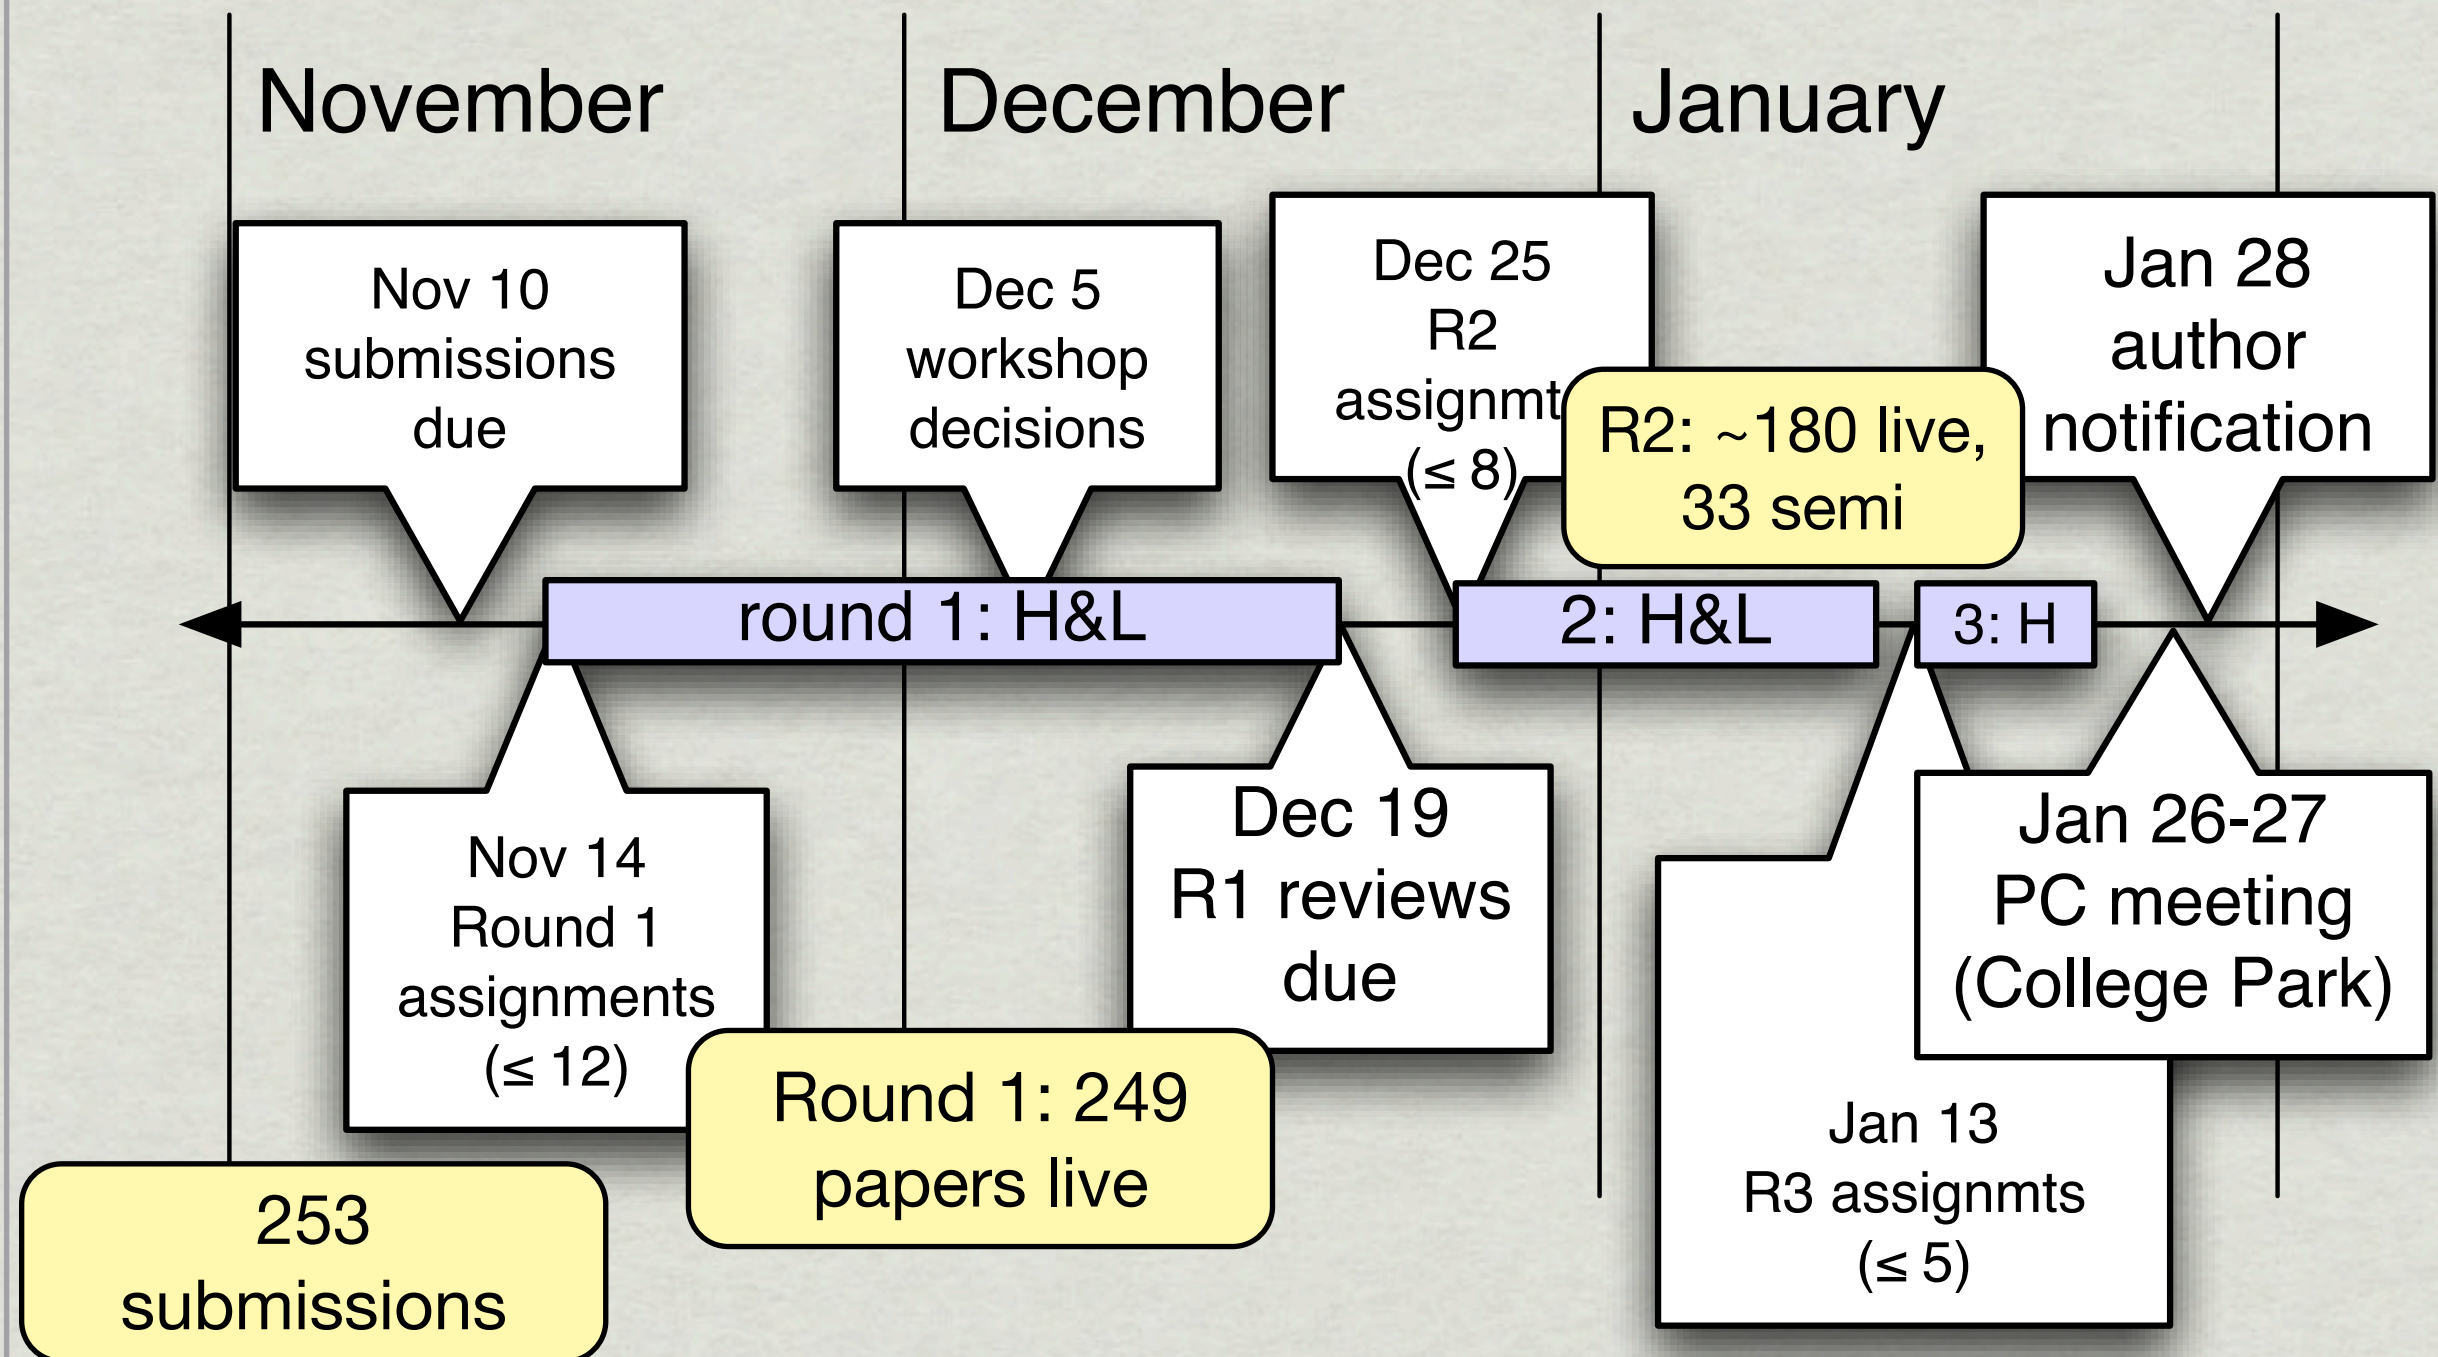 November
December
January
Nov 10
submissions
due
Dec 5
workshop
decisions
Dec 25
R2
assignmt
(≤ 8)
R2: ~180 live,
33 semi
Jan 28
author
notification
round 1: H&L
2: H&L
3: H
Nov 14
Round 1
assignments
(≤ 12)
Dec 19
R1 reviews
due
Jan 26-27
PC meeting
(College Park)
Jan 13
R3 assignmts
(≤ 5)
Round 1: 249
papers live
253
submissions